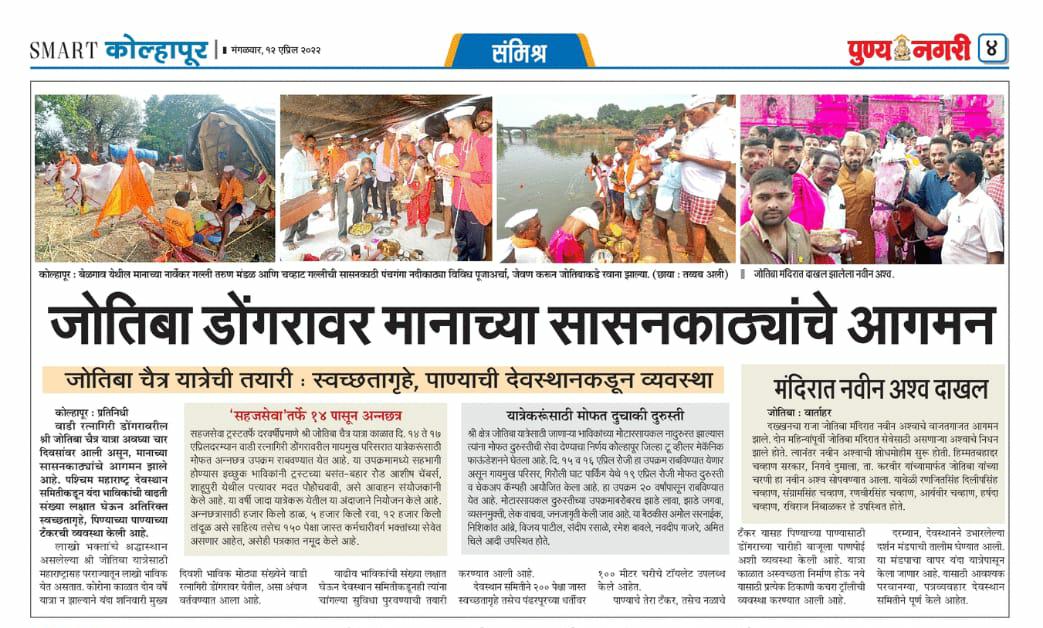 SMART कोल्हापूर
मंगळवार, १२ एप्रिल २०२२
संमिश्र
पुण्य नगरी
४
कोल्हापूर : बेळगाव येथील मानाच्या नार्वेकर गल्ली तरुण मंडळ आणि चव्हाट गल्लीची सासनकाठी पंचगंगा नदीकाठ्या विविध पूजाअर्चा, जेवण करून जोतिबाकडे रवाना झाल्या. (छाया : तय्यब अली)
जोतिबा मंदिरात दाखल झालेला नवीन अश्व.
जोतिबा डोंगरावर मानाच्या सासनकाठ्यांचे आगमन
जोतिबा चैत्र यात्रेची तयारी : स्वच्छतागृहे, पाण्याची देवस्थानकडून व्यवस्था
कोल्हापूर : प्रतिनिधी
वाडी रत्नागिरी डोंगरावरील
श्री जोतिबा चैत्र यात्रा अवघ्या चार
दिवसांवर आली असून, मानाच्या
सासनकाठ्यांचे आगमन झाले
आहे. पश्चिम महाराष्ट्र देवस्थान
समितीकडून यंदा भाविकांची वाढती
संख्या लक्षात घेऊन अतिरिक्त
स्वच्छतागृहे, पिण्याच्या पाण्याच्या
टँकरची व्यवस्था केली आहे.
लाखो भक्तांचे श्रद्धास्थान
असलेल्या श्री जोतिबा यात्रेसाठी
महाराष्ट्रासह परराज्यातून लाखो भाविक
येत असतात. कोरोना काळात दोन वर्षे
यात्रा न झाल्याने यंदा शनिवारी मुख्य
दिवशी भाविक मोठ्या संख्येने वाडी
रत्नागिरी डोंगरावर येतील, असा अंदाज
वर्तवण्यात आला आहे.
वाढीव भाविकांची संख्या लक्षात
घेऊन देवस्थान समितीकडूनही त्यांना
चांगल्या सुविधा पुरवण्याची तयारी
करण्यात आली आहे.
देवस्थान समितीने २०० पेक्षा जास्त
स्वच्छतागृहे तसेच पंढरपूरच्या धर्तीवर
१०० मीटर चरीचे टॉयलेट उपलब्ध
केले आहेत.
पाण्याचे तेरा टँकर, तसेच नळाचे
टँकर यासह पिण्याच्या पाण्यासाठी
डोंगराच्या चारीही बाजूला पाणपोई
अशी व्यवस्था केली आहे. यात्रा
काळात अस्वच्छता निर्माण होऊ नये
यासाठी प्रत्येक ठिकाणी कचरा ट्रॉलीची
व्यवस्था करण्यात आली आहे.
दरम्यान, देवस्थानने उभारलेल्या
दर्शन मंडपाची तालीम घेण्यात आली.
या मंडपाचा वापर यंदा यात्रेपासून
केला जाणार आहे. यासाठी आवश्यक
परवानग्या, पत्रव्यवहार देवस्थान
समितीने पूर्ण केले आहेत.
'सहजसेवा'तर्फे १४ पासून अन्नछत्र
सहजसेवा ट्रस्टतर्फे दरवर्षीप्रमाणे श्री जोतिबा चैत्र यात्रा काळात दि. १४ ते १७
एप्रिलदरम्यान वाडी रत्नागिरी डोंगरावरील गायमुख परिसरात यात्रेकरूंसाठी
मोफत अन्नछत्र उपक्रम राबवण्यात येत आहे. या उपक्रमामध्ये सहभागी
होण्यास इच्छुक भाविकांनी ट्रस्टच्या बसंत-बहार रोड आशीष चेंबर्स,
शाहूपुरी येथील पत्त्यावर मदत पोहोचवावी, असे आवाहन संयोजकांनी
केले आहे. या वर्षी जादा यात्रेकरू येतील या अंदाजाने नियोजन केले आहे.
अन्नछत्रासाठी हजार किलो डाळ, ५ हजार किलो रवा, १२ हजार किलो
तांदूळ असे साहित्य तसेच १५० पेक्षा जास्त कर्मचारीवर्ग भक्तांच्या सेवेत
असणार आहेत, असेही पत्रकात नमूद केले आहे.
यात्रेकरूंसाठी मोफत दुचाकी दुरुस्ती
श्री क्षेत्र जोतिबा यात्रेसाठी जाणाऱ्या भाविकांच्या मोटारसायकल नादुरुस्त झाल्यास
त्यांना मोफत दुरुस्तीची सेवा देण्याचा निर्णय कोल्हापूर जिल्हा टू व्हीलर मेकॅनिक
फाऊंडेशनने घेतला आहे. दि. १५ व १६ एप्रिल रोजी हा उपक्रम राबविण्यात येणार
असून गायमुख परिसर, गिरोली घाट पार्किंग येथे १९ एप्रिल रोजी मोफत दुरुस्ती
व चेकअप कॅम्पही आयोजित केला आहे. हा उपक्रम २० वर्षांपासून राबविण्यात
येत आहे. मोटारसायकल दुरुस्तीच्या उपक्रमाबरोबरच झाडे लावा, झाडे जगवा,
व्यसनमुक्ती, लेक वाचवा, जनजागृती केली जात आहे. या बैठकीस अमोल सरनाईक,
निशिकांत आंब्रे, विजय पाटील, संदीप रसाळे, रमेश बावले, नवदीप गाजरे, अमित
चिले आदी उपस्थित होते.
मंदिरात नवीन अश्व दाखल
जोतिबा : वार्ताहर
दख्खनचा राजा जोतिबा मंदिरात नवीन अश्वाचे वाजतगाजत आगमन
झाले. दोन महिन्यांपूर्वी जोतिबा मंदिरात सेवेसाठी असणाऱ्या अश्वाचे निधन
झाले होते. त्यानंतर नवीन अश्वाची शोधमोहीम सुरू होती. हिम्मतबहाद्दर
चव्हाण सरकार, निगवे दुमाला, ता. करवीर यांच्यामार्फत जोतिबा यांच्या
चरणी हा नवीन अश्व सोपवण्यात आला. यावेळी रणजितसिंह दिलीपसिंह
चव्हाण, संग्रामसिंह चव्हाण, रणवीरसिंह चव्हाण, आर्यवीर चव्हाण, हर्षदा
चव्हाण, रविराज निंबाळकर हे उपस्थित होते.